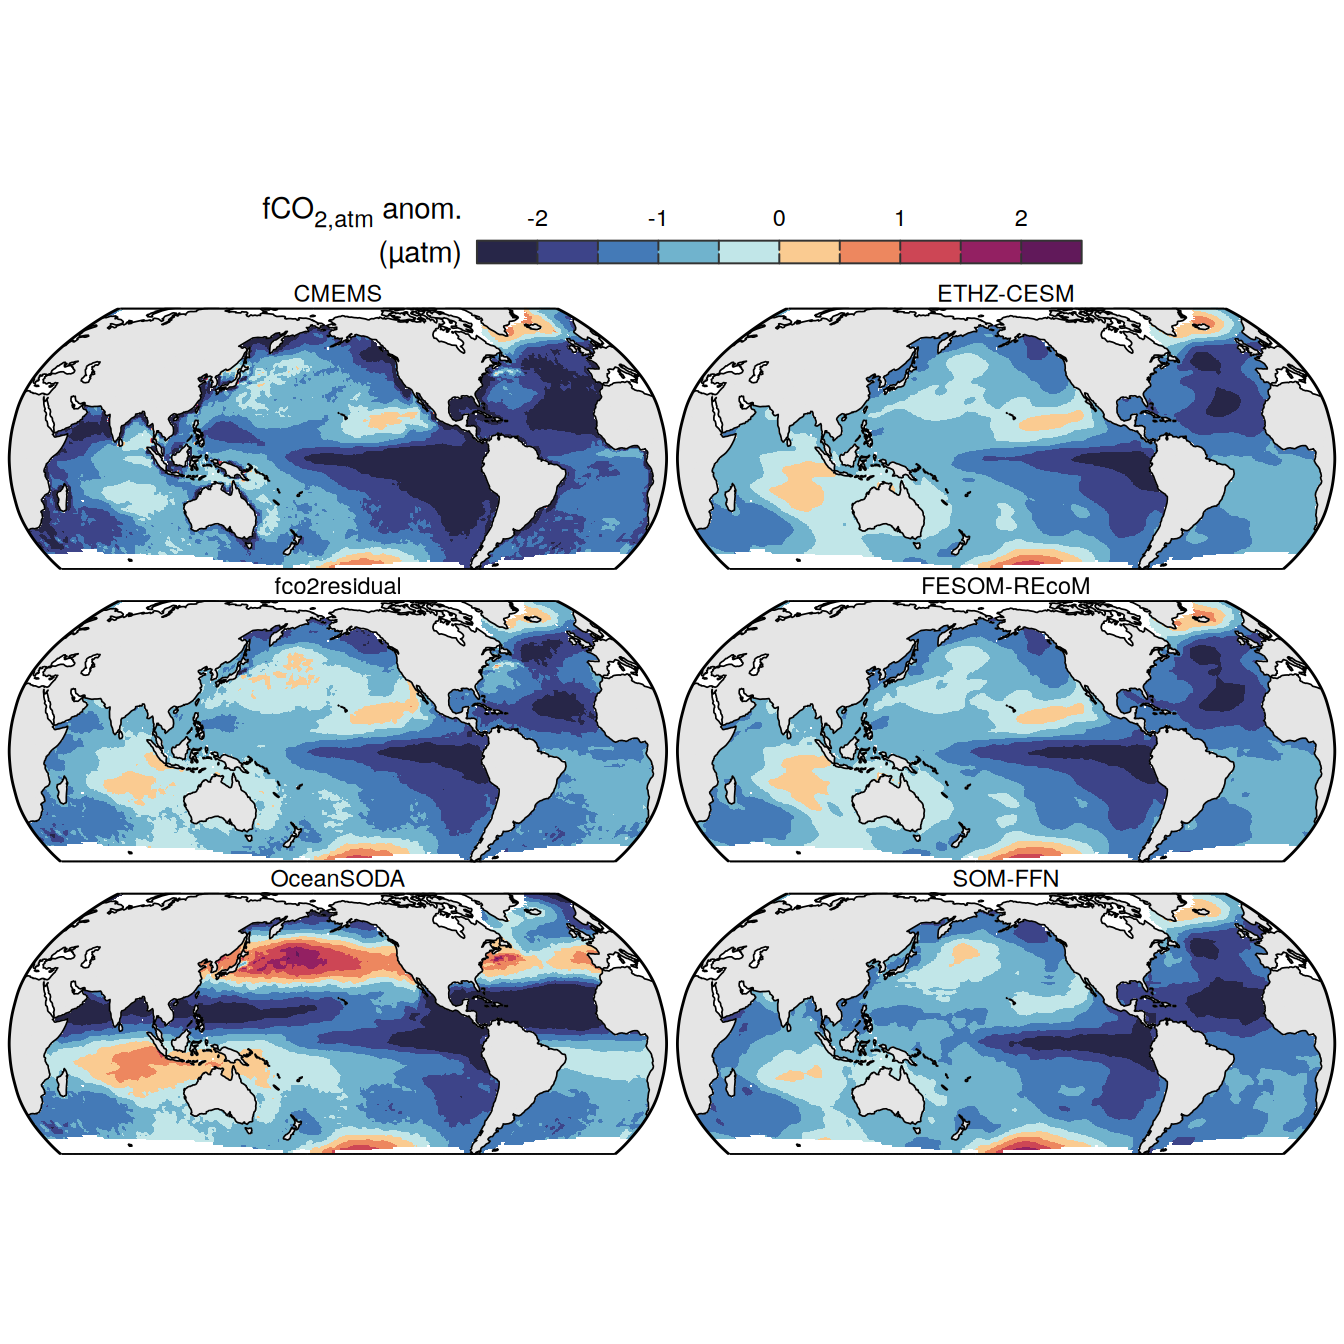 fCO2,atm anom.
(µatm)
-2 -1 0 1 2
CMEMS
ETHZ-CESM
fco2residual
FESOM-REcoM
OceanSODA
SOM-FFN